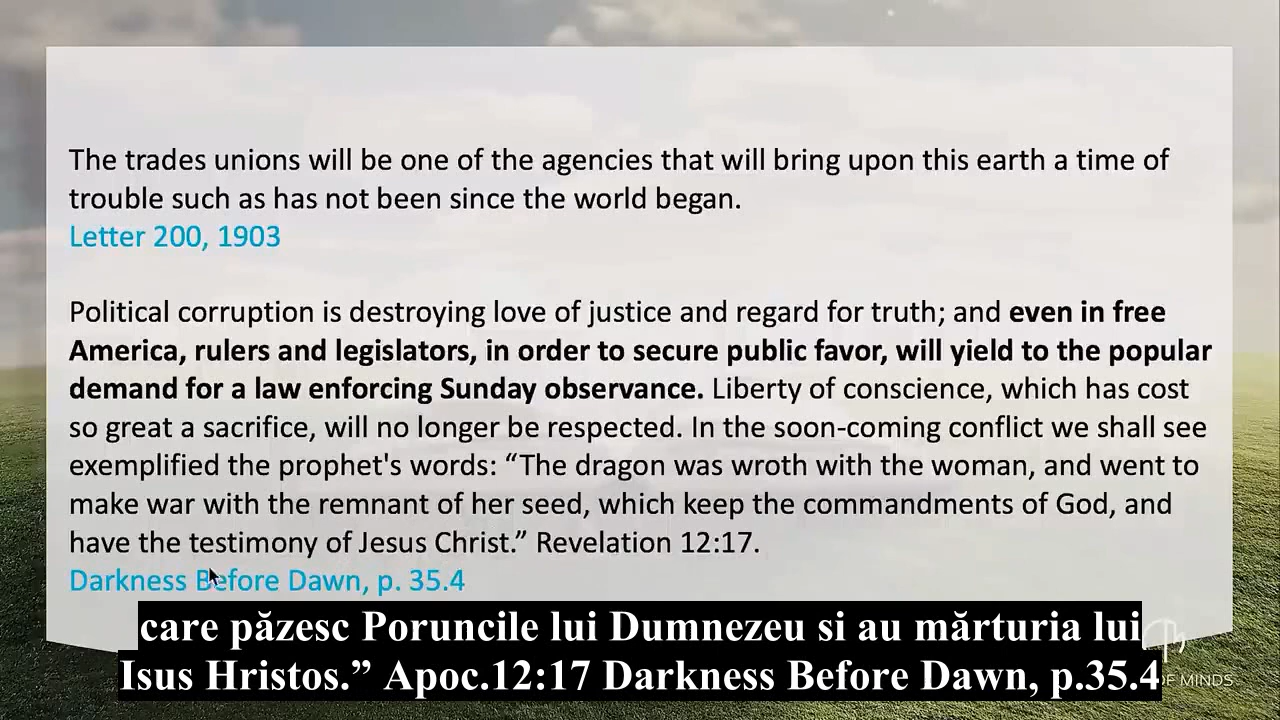 The trades unions will be one of the agencies that will bring upon this earth a time of
trouble such as has not been since the world began.
Letter 200, 1903
Political corruption is destroying love of justice and regard for truth; and even in free
America, rulers and legislators, in order to secure public favor, will yield to the popular
demand for a law enforcing Sunday observance. Liberty of conscience, which has cost
so great a sacrifice, will no longer be respected. In the soon-coming conflict we shall see
exemplified the prophet's words: “The dragon was wroth with the woman, and went to
make war with the remnant of her seed, which keep the commandments of God, and
have the testimony of Jesus Christ.” Revelation 12:17.
Darkness Before Dawn, p. 35.4
care păzesc Poruncile lui Dumnezeu si au mărturia lui
Isus Hristos.” Apoc.12:17 Darkness Before Dawn, p.35.4
OF MINDS